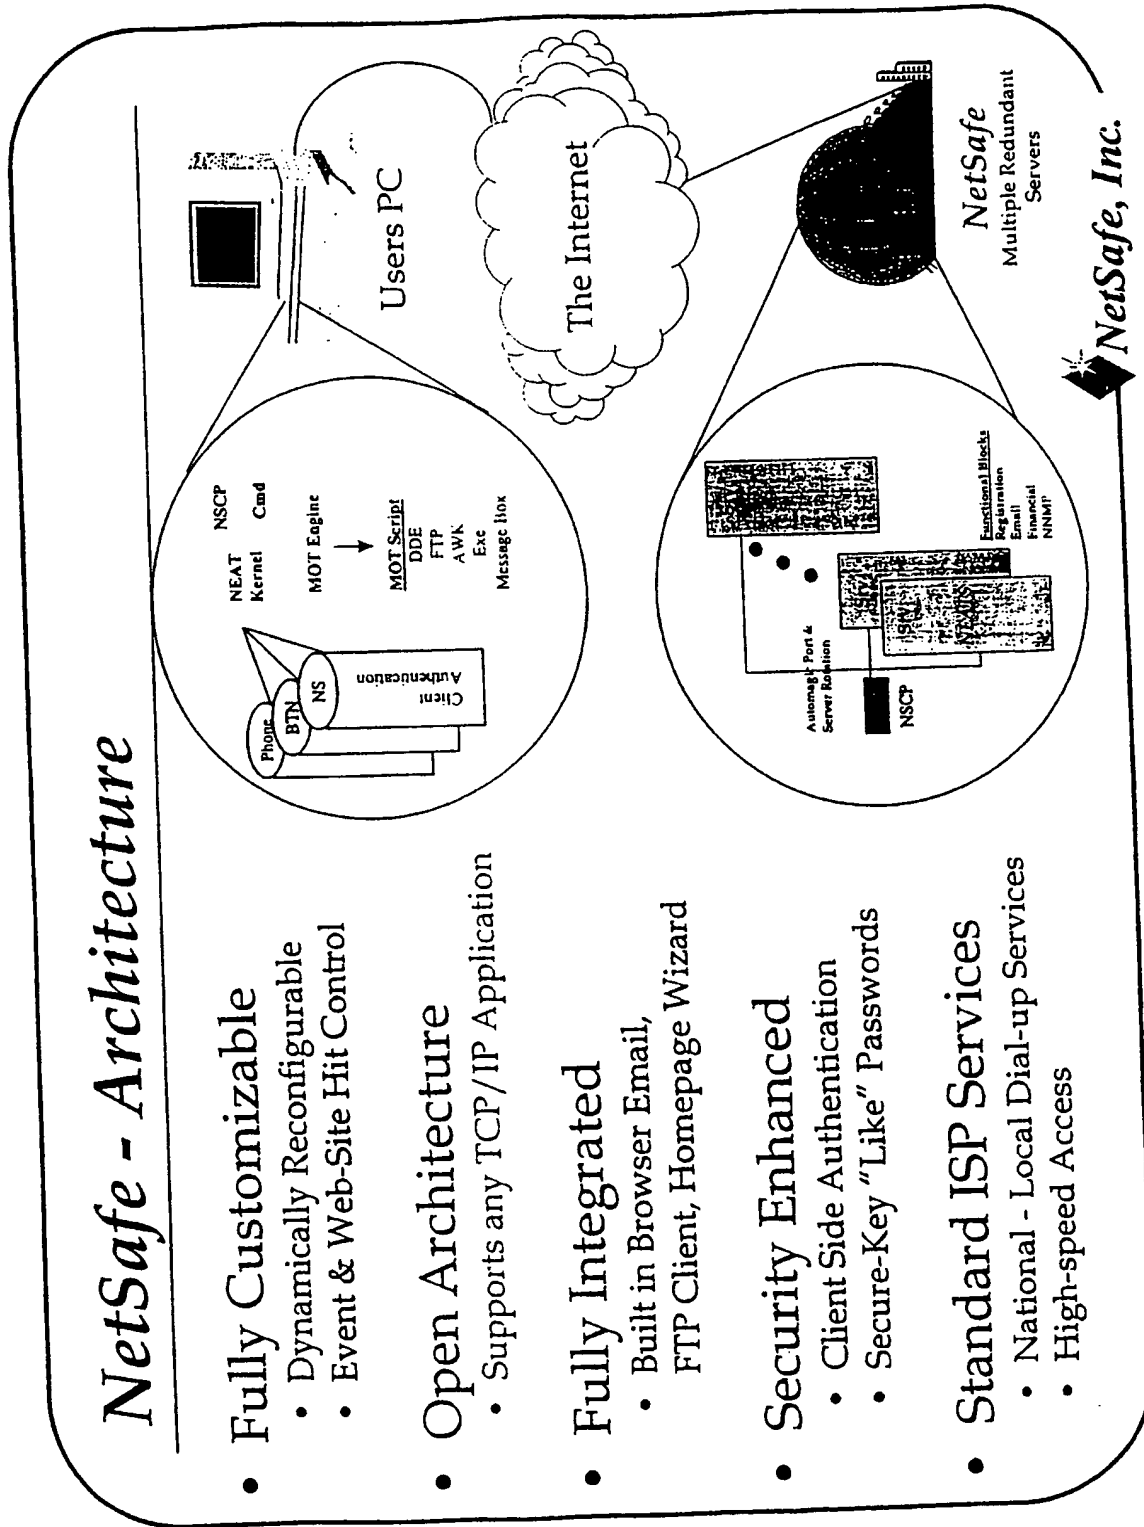 NetSafe - Architecture
• Fully Customizable
• Dynamically Reconfigurable
• Event & Web-Site Hit Control
• Open Architecture
• Supports any TCP/IP Application
• Fully Integrated
• Built in Browser Email,
FTP Client, Homepage Wizard
• Security Enhanced
• Client Side Authentication
• Secure-Key "Like" Passwords
• Standard ISP Services
• National - Local Dial-up Services
• High-speed Access
Phone
BTN
NS
Client
Authentication
NEAT NSCP
Kernel Cmd
MOT Engine
MOT Script
DDE
FTP
AWK
Exe
Message Box
Users PC
The Internet
Automagic Port &
Server Rotation
NSCP
Functional Blocks
Registration
Email
Financial
NNMP
NetSafe
Multiple Redundant
Servers
NetSafe, Inc.